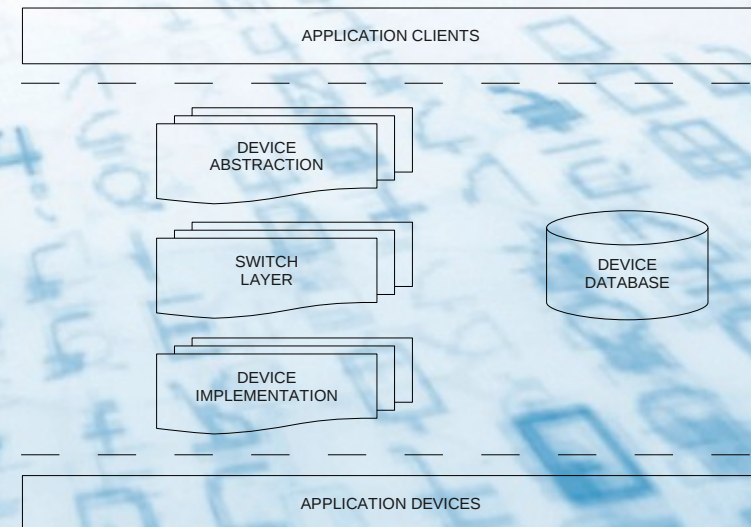 APPLICATION CLIENTS
DEVICE
ABSTRACTION
SWITCH
LAYER
DEVICE
DATABASE
DEVICE
IMPLEMENTATION
APPLICATION DEVICES